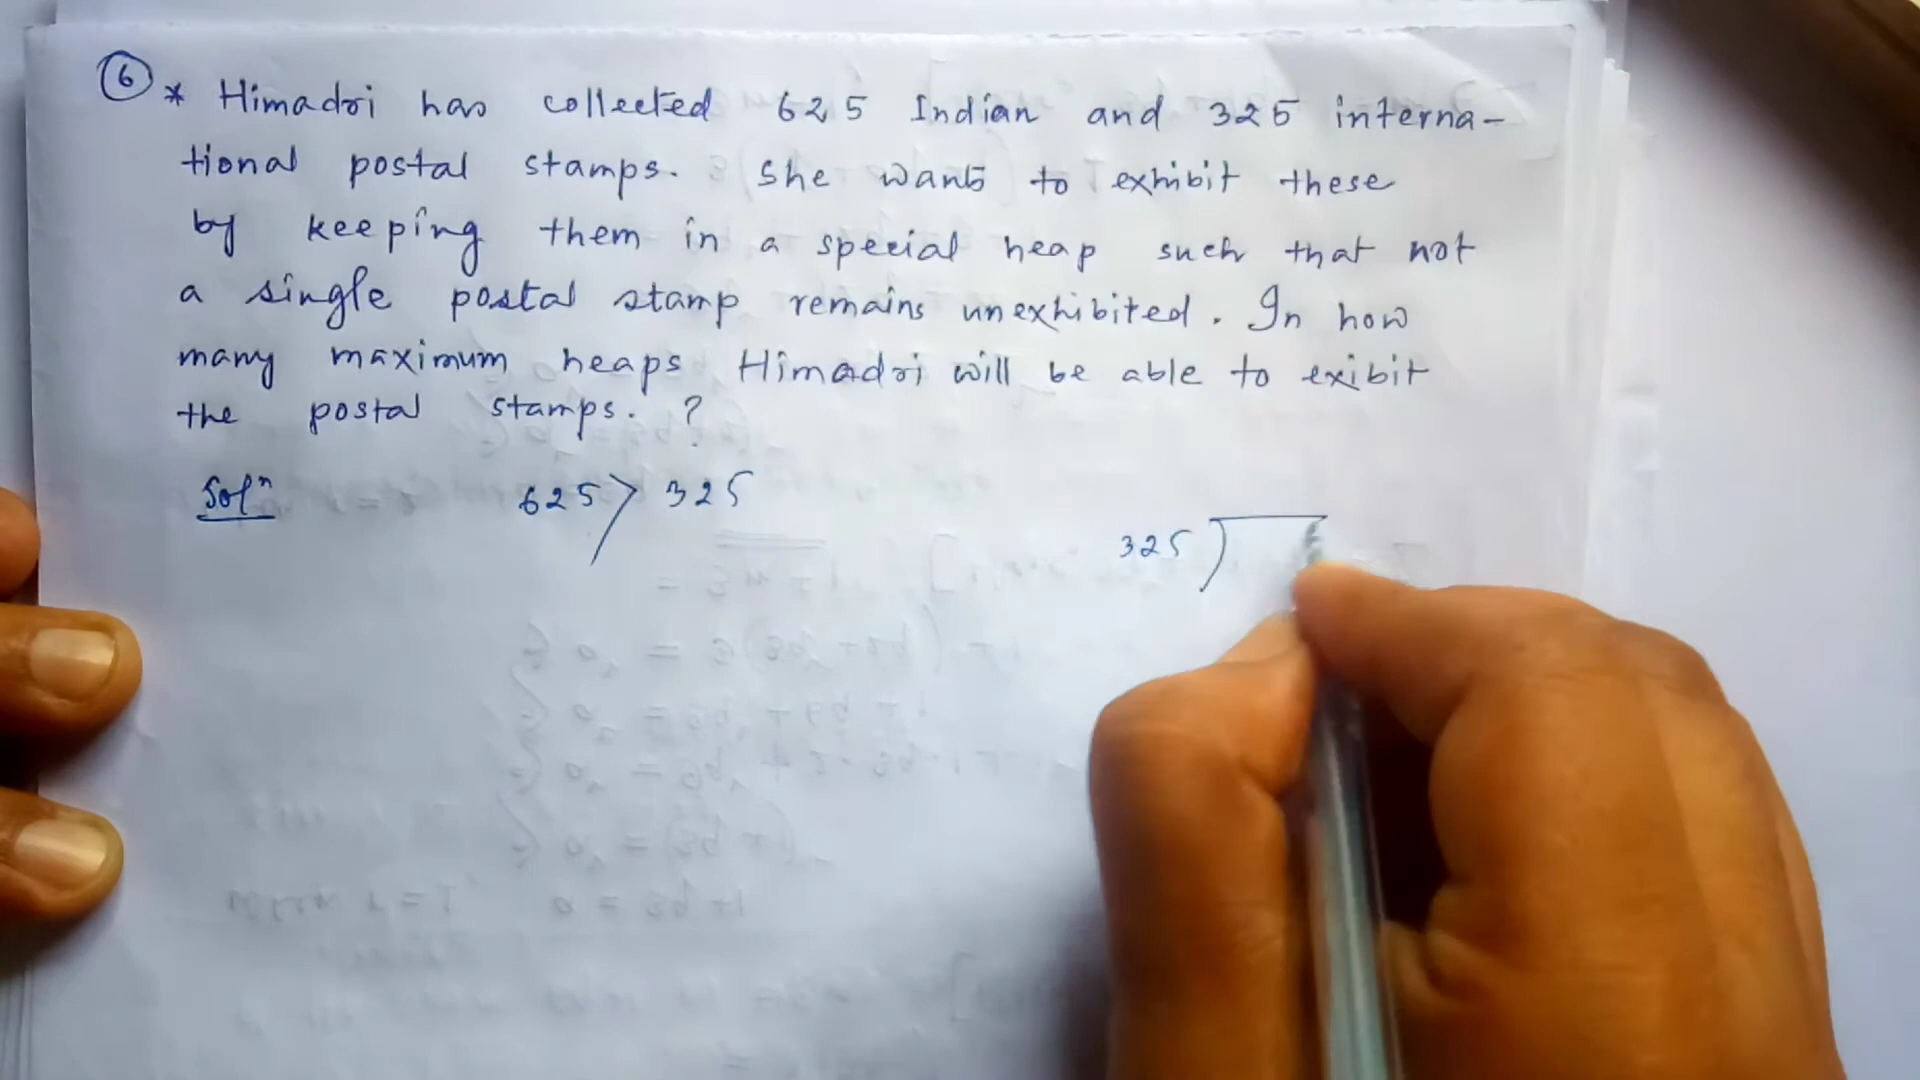 6 * Himadri has collected 625 Indian and 325 interna-
tional postal stamps. She wants to exhibit these
by keeping them in a special heap such that not
a single postal stamp remains unexhibited. In how
many maximum heaps Himadri will be able to exibit
the postal stamps. ?
Solⁿ 625 > 325
325